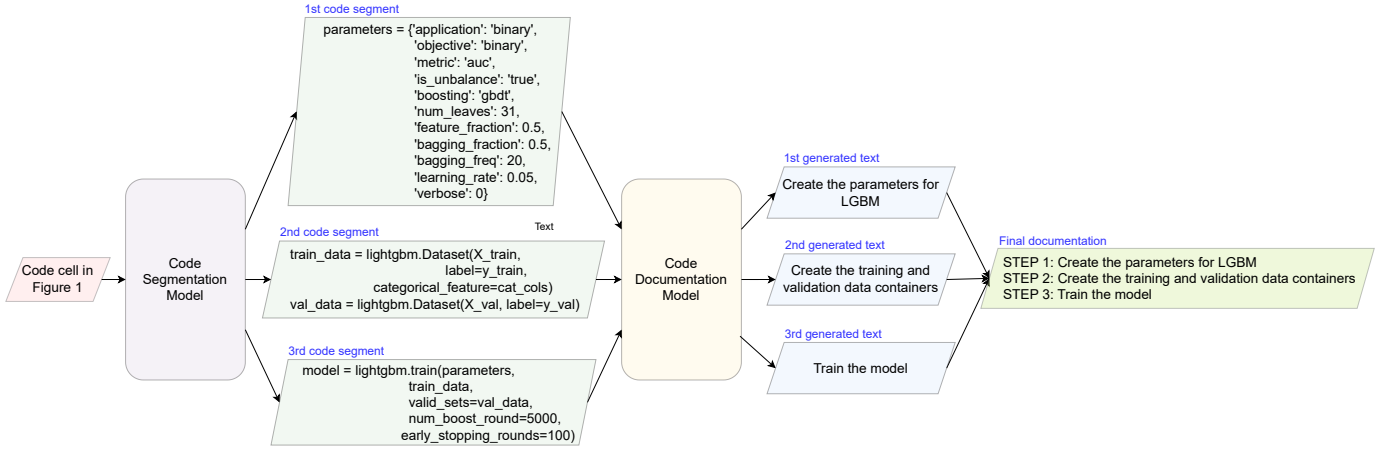 1st code segment
parameters = {'application': 'binary',
'objective': 'binary',
'metric': 'auc',
'is_unbalance': 'true',
'boosting': 'gbdt',
'num_leaves': 31,
'feature_fraction': 0.5,
'bagging_fraction': 0.5,
'bagging_freq': 20,
'learning_rate': 0.05,
'verbose': 0}
Text
2nd code segment
train_data = lightgbm.Dataset(X_train,
label=y_train,
categorical_feature=cat_cols)
val_data = lightgbm.Dataset(X_val, label=y_val)
3rd code segment
model = lightgbm.train(parameters,
train_data,
valid_sets=val_data,
num_boost_round=5000,
early_stopping_rounds=100)
Code cell in
Figure 1
Code
Segmentation
Model
Code
Documentation
Model
1st generated text
Create the parameters for
LGBM
2nd generated text
Create the training and
validation data containers
3rd generated text
Train the model
Final documentation
STEP 1: Create the parameters for LGBM
STEP 2: Create the training and validation data containers
STEP 3: Train the model